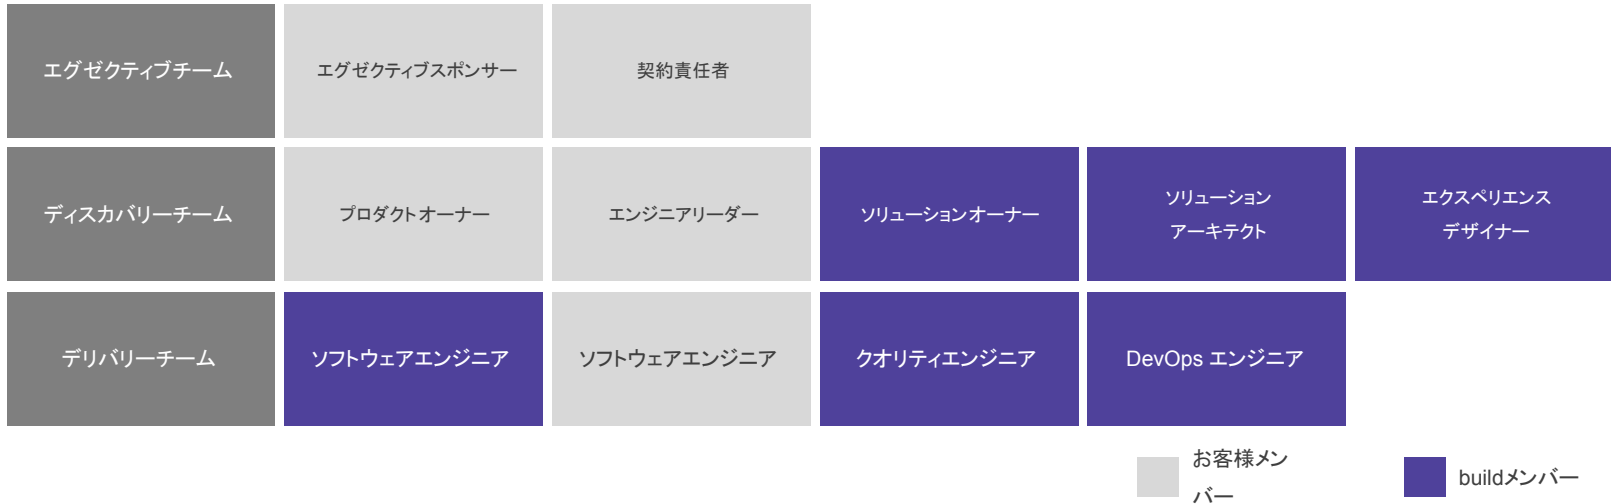 エグゼクティブチーム
エグゼクティブスポンサー
契約責任者
ディスカバリーチーム
プロダクトオーナー
エンジニアリーダー
ソリューションオーナー
ソリューション
アーキテクト
エクスペリエンス
デザイナー
デリバリーチーム
ソフトウェアエンジニア
ソフトウェアエンジニア
クオリティエンジニア
DevOps エンジニア
お客様メン
バー
buildメンバー